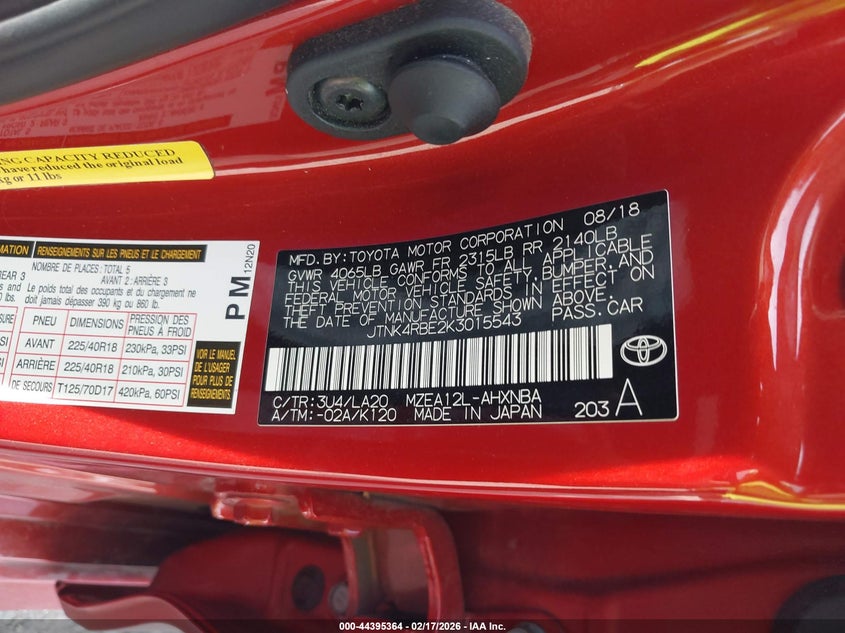 NG CAPACITY REDUCED
have reduced the original load
kg or 11 lbs
MATION
RENSEIGNEMENTS SUR LES PNEUS ET LE CHARGEMENT
REAR 3
NOMBRE DE PLACES: TOTAL 5
AVANT 2: ARRIÈRE 3
Le poids total des occupants et du chargement ne
doit jamais dépasser 390 kg ou 860 lb.
PNEU DIMENSIONS PRESSION DES PNEUS À FROID
AVANT 225/40R18 230kPa, 33PSI
ARRIÈRE 225/40R18 210kPa, 30PSI
DE SECOURS T125/70D17 420kPa, 60PSI
VOIR LE MANUEL
DE L'USAGER
POUR PLUS DE
RENSEIGNEMENTS
PM
12N20
MFD. BY: TOYOTA MOTOR CORPORATION 08/18
GVWR 4065LB GAWR FR 2315LB RR 2140LB
THIS VEHICLE CONFORMS TO ALL APPLICABLE
FEDERAL MOTOR VEHICLE SAFETY, BUMPER, AND
THEFT PREVENTION STANDARDS IN EFFECT ON
THE DATE OF MANUFACTURE SHOWN ABOVE.
JTNK4RBE2K3015543 PASS. CAR
C/TR: 3U4/LA20 MZEA12L-AHXNBA
A/TM: -02A/K120 MADE IN JAPAN 203 A
000-44395364 | 02/17/2026 - IAA Inc.